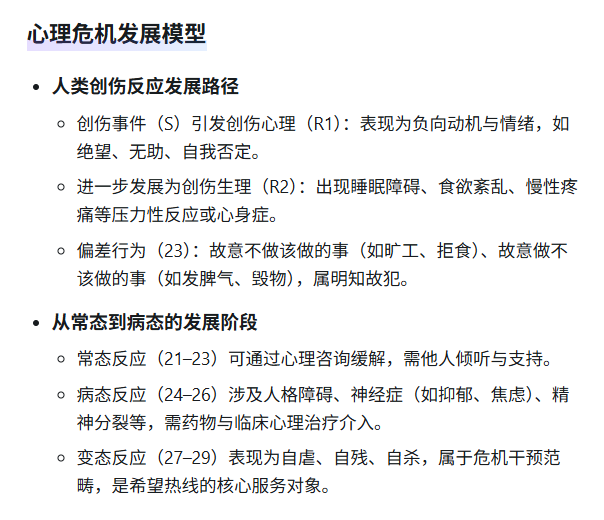 心理危机发展模型
人类创伤反应发展路径
创伤事件（S）引发创伤心理（R1）：表现为负向动机与情绪，如
绝望、无助、自我否定。
进一步发展为创伤生理（R2）：出现睡眠障碍、食欲紊乱、慢性疼
痛等压力性反应或心身症。
偏差行为（23）：故意不做该做的事（如旷工、拒食）、故意做不
该做的事（如发脾气、毁物），属明知故犯。
从常态到病态的发展阶段
常态反应（21–23）可通过心理咨询缓解，需他人倾听与支持。
病态反应（24–26）涉及人格障碍、神经症（如抑郁、焦虑）、精
神分裂等，需药物与临床心理治疗介入。
变态反应（27–29）表现为自虐、自残、自杀，属于危机干预范
畴，是希望热线的核心服务对象。